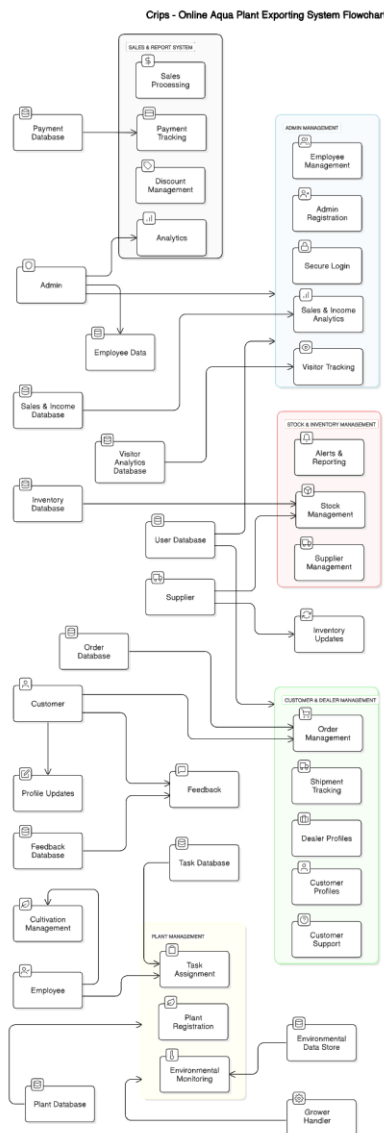 Crips - Online Aqua Plant Exporting System Flowchart
SALES & REPORT SYSTEM
Sales
Processing
Payment
Database
Payment
Tracking
Discount
Management
Analytics
ADMIN MANAGEMENT
Employee
Management
Admin
Registration
Secure Login
Sales & Income
Analytics
Visitor Tracking
Admin
Employee Data
Sales & Income
Database
Visitor
Analytics
Database
STOCK & INVENTORY MANAGEMENT
Alerts &
Reporting
Inventory
Database
Stock
Management
User Database
Supplier
Management
Supplier
Inventory
Updates
Order
Database
CUSTOMER & DEALER MANAGEMENT
Customer
Order
Management
Profile Updates
Feedback
Shipment
Tracking
Feedback
Database
Task Database
Dealer Profiles
Customer
Profiles
Cultivation
Management
Customer
Support
PLANT MANAGEMENT
Employee
Task
Assignment
Plant
Registration
Environmental
Data Store
Environmental
Monitoring
Plant Database
Grower
Handler